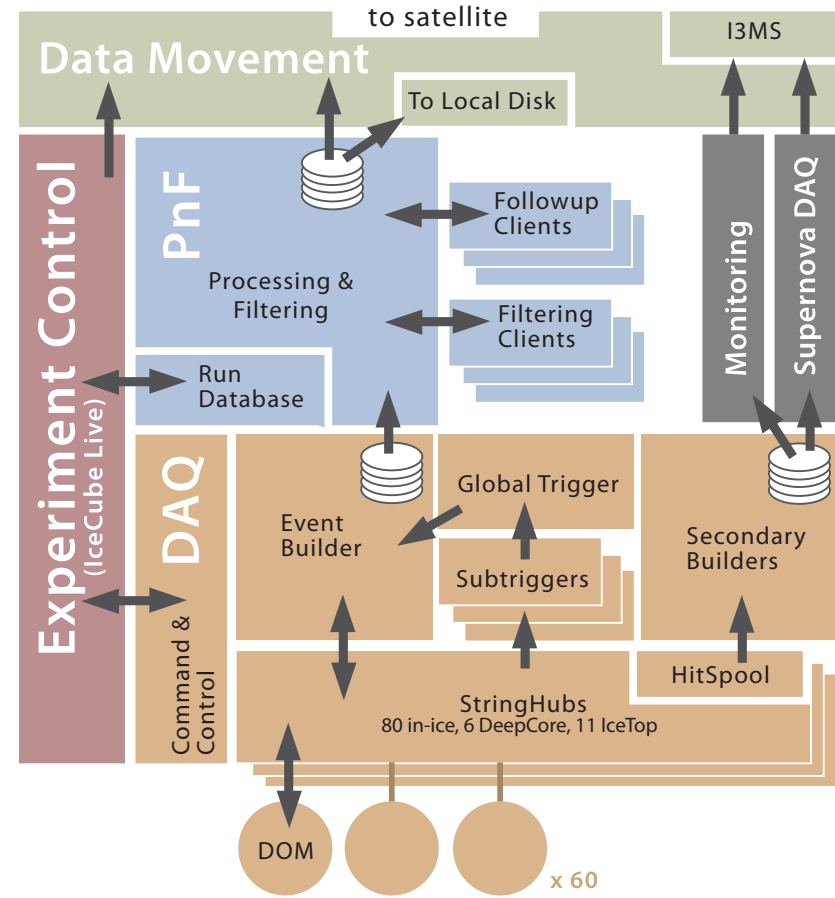 to satellite
Data Movement
I3MS
To Local Disk
Experiment Control
(IceCube Live)
PnF
Processing &
Filtering
Followup
Clients
Filtering
Clients
Run
Database
Monitoring
Supernova DAQ
DAQ
Command &
Control
Event
Builder
Global Trigger
Subtriggers
Secondary
Builders
HitSpool
StringHubs
80 in-ice, 6 DeepCore, 11 IceTop
DOM
x 60